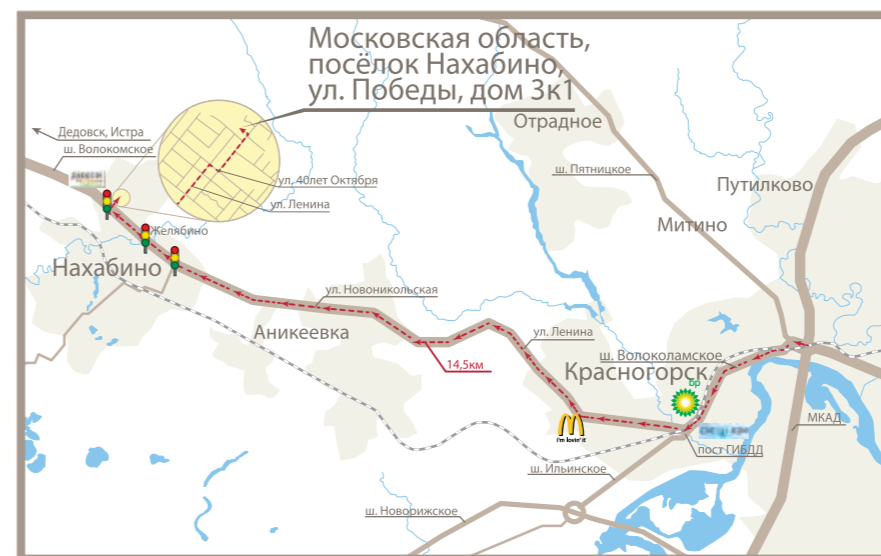 Московская область,
посёлок Нахабино,
ул. Победы, дом 3к1
Отрадное
Дедовск, Истра
ш. Волокомское
ш. Пятницкое
ул. 40лет Октября
Путилково
ул. Ленина
Митино
Желябино
Нахабино
ул. Новоникольская
Аникеевка
ул. Ленина
ш. Волоколамское
14,5км
Красногорск
bp
МКАД
i'm lovin' it
пост ГИБДД
ш. Ильинское
ш. Новорижское